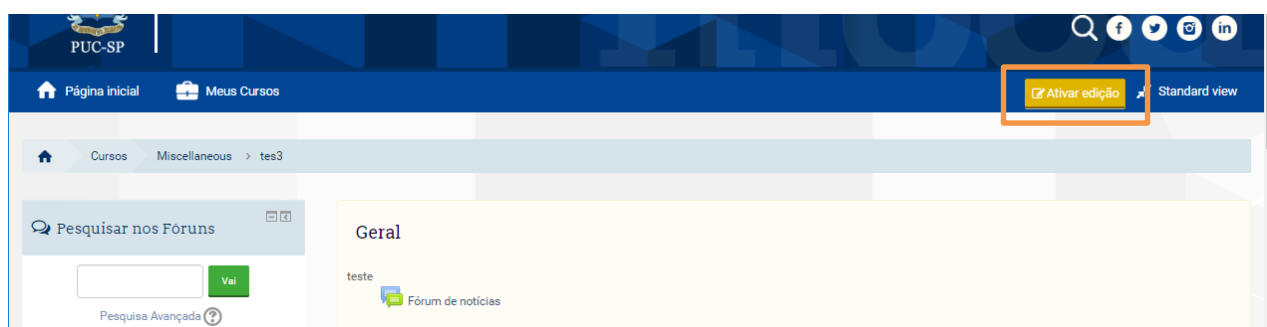 PUC-SP
Página inicial
Meus Cursos
Ativar edição
Standard view
Cursos
Miscellaneous > tes3
Pesquisar nos Fóruns
Vai
Pesquisa Avançada
Geral
teste
Fórum de notícias